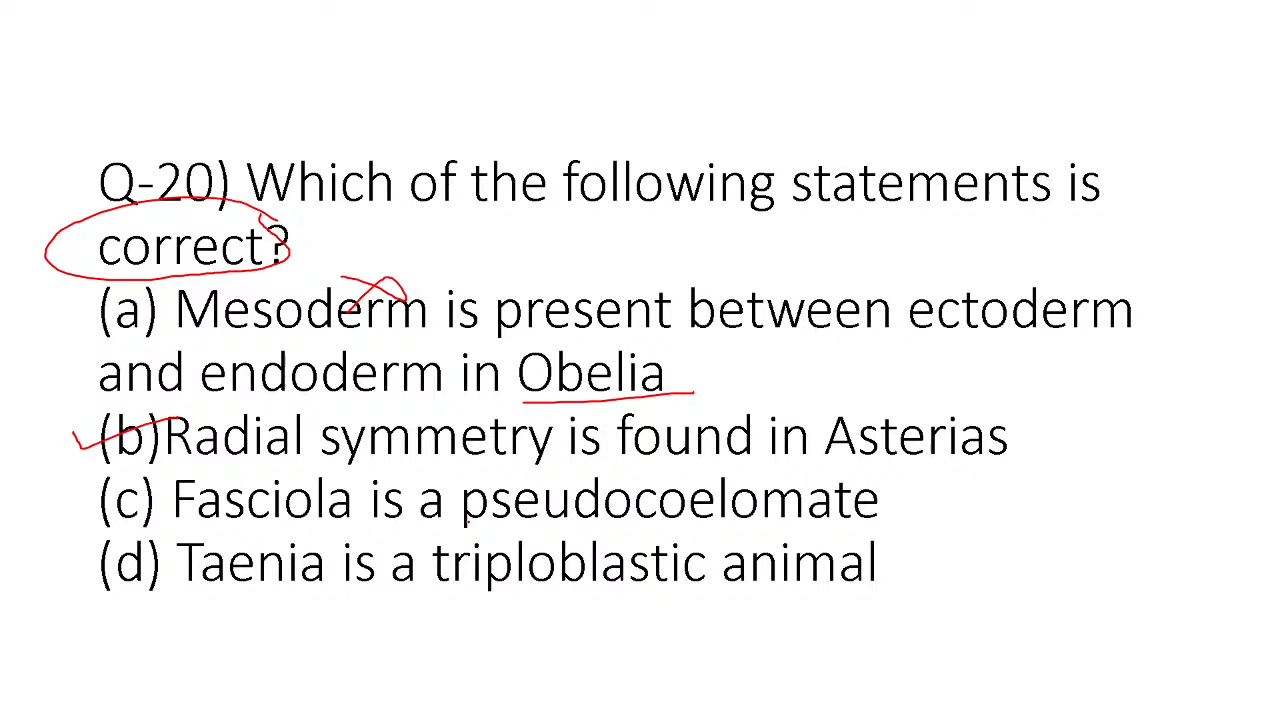 Q-20) Which of the following statements is
correct?
(a) Mesoderm is present between ectoderm
and endoderm in Obelia
(b)Radial symmetry is found in Asterias
(c) Fasciola is a pseudocoelomate
(d) Taenia is a triploblastic animal